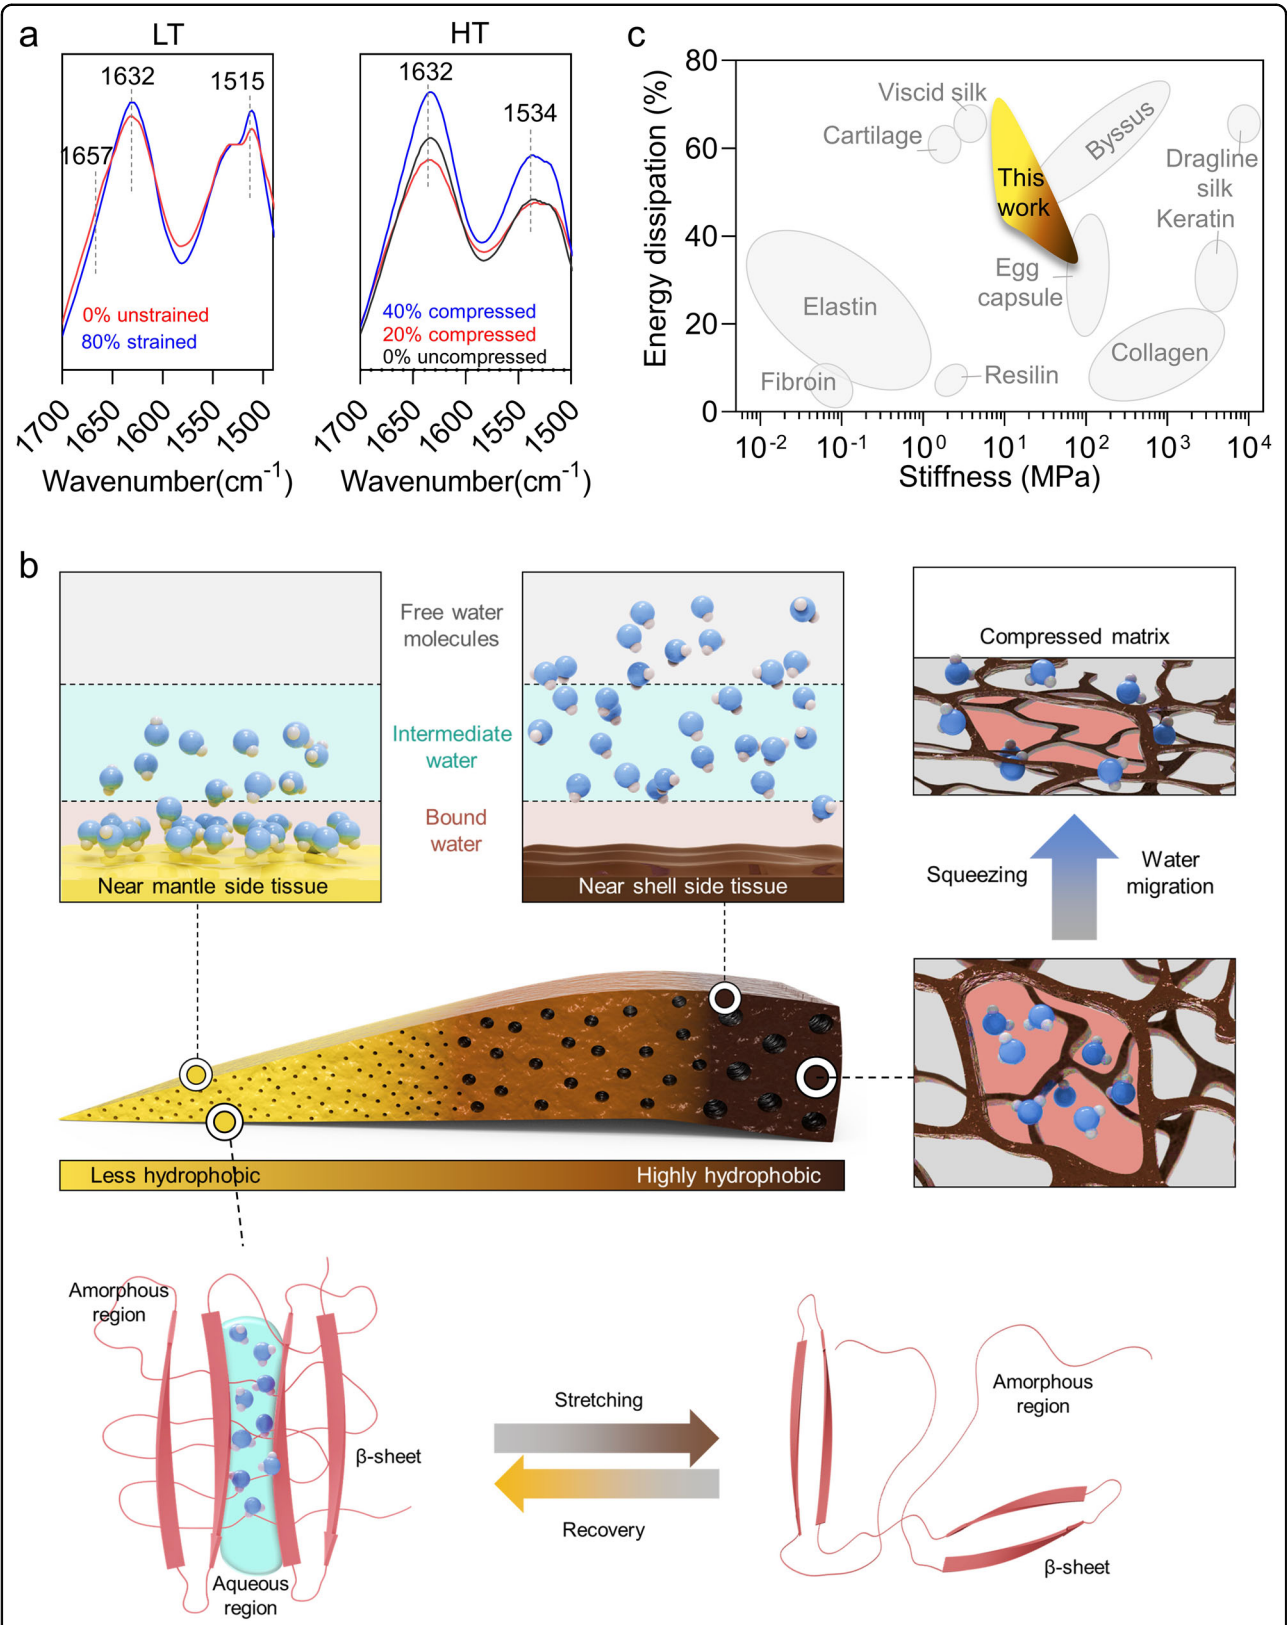 a
LT
1632
1515
1657
0% unstrained
80% strained
1700
1650
1600
1550
1500
Wavenumber(cm⁻¹)
HT
1632
1534
40% compressed
20% compressed
0% uncompressed
1700
1650
1600
1550
1500
Wavenumber(cm⁻¹)
c
Energy dissipation (%)
80
60
40
20
0
Viscid silk
Cartilage
Byssus
Dragline
silk
This
work
Keratin
Egg
capsule
Elastin
Collagen
Fibroin
Resilin
10⁻²
10⁻¹
10⁰
10¹
10²
10³
10⁴
Stiffness (MPa)
b
Free water
molecules
Intermediate
water
Bound
water
Near mantle side tissue
Near shell side tissue
Compressed matrix
Squeezing
Water
migration
Less hydrophobic
Highly hydrophobic
Amorphous
region
β-sheet
Aqueous
region
Stretching
Recovery
Amorphous
region
β-sheet